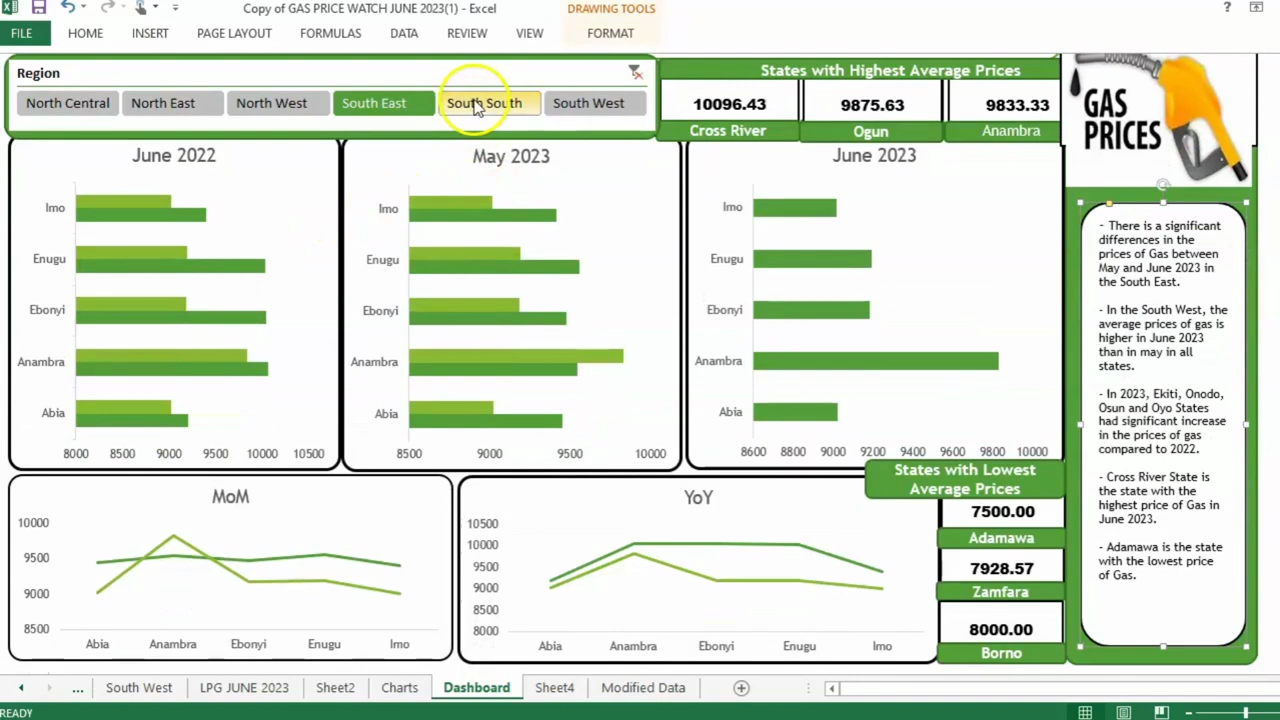 Copy of GAS PRICE WATCH JUNE 2023(1) - Excel
DRAWING TOOLS
?
FILE HOME INSERT PAGE LAYOUT FORMULAS DATA REVIEW VIEW FORMAT
Region
North Central North East North West South East South South South West
States with Highest Average Prices
10096.43 9875.63 9833.33
Cross River Ogun Anambra
GAS
PRICES
June 2022
Imo
Enugu
Ebonyi
Anambra
Abia
8000 8500 9000 9500 10000 10500
May 2023
Imo
Enugu
Ebonyi
Anambra
Abia
8500 9000 9500 10000
June 2023
Imo
Enugu
Ebonyi
Anambra
Abia
8600 8800 9000 9200 9400 9600 9800 10000
- There is a significant
differences in the
prices of Gas between
May and June 2023 in
the South East.
- In the South West, the
average prices of gas is
higher in June 2023
than in may in all
states.
- In 2023, Ekiti, Onodo,
Osun and Oyo States
had significant increase
in the prices of gas
compared to 2022.
- Cross River State is
the state with the
highest price of Gas in
June 2023.
- Adamawa is the state
with the lowest price
of Gas.
MoM
10000
9500
9000
8500
Abia Anambra Ebonyi Enugu Imo
YoY
10500
10000
9500
9000
8500
8000
Abia Anambra Ebonyi Enugu Imo
States with Lowest
Average Prices
7500.00
Adamawa
7928.57
Zamfara
8000.00
Borno
... South West LPG JUNE 2023 Sheet2 Charts Dashboard Sheet4 Modified Data
READY